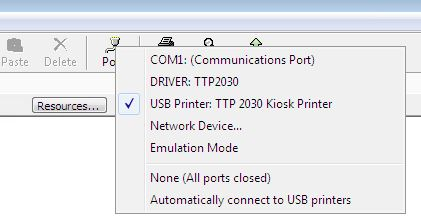 Paste
Delete
Po
Resources...
COM1: (Communications Port)
DRIVER: TTP2030
USB Printer: TTP 2030 Kiosk Printer
Network Device...
Emulation Mode
None (All ports closed)
Automatically connect to USB printers